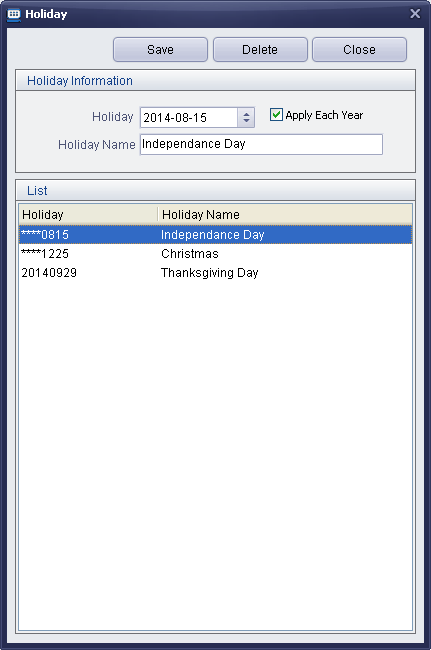 Holiday
Save Delete Close
Holiday Information
Holiday 2014-08-15 Apply Each Year
Holiday Name Independance Day
List
Holiday Holiday Name
****0815 Independance Day
****1225 Christmas
20140929 Thanksgiving Day